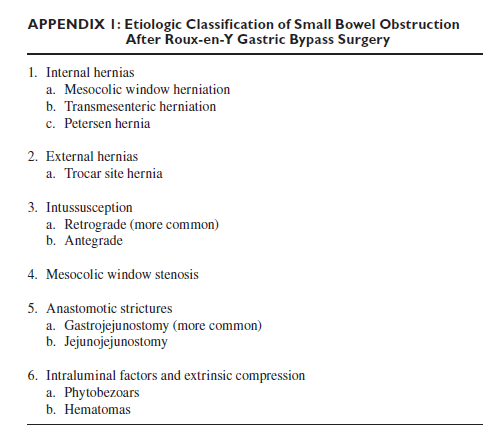 APPENDIX 1: Etiologic Classification of Small Bowel Obstruction
After Roux-en-Y Gastric Bypass Surgery
1. Internal hernias
a. Mesocolic window herniation
b. Transmesenteric herniation
c. Petersen hernia
2. External hernias
a. Trocar site hernia
3. Intussusception
a. Retrograde (more common)
b. Antegrade
4. Mesocolic window stenosis
5. Anastomotic strictures
a. Gastrojejunostomy (more common)
b. Jejunojejunostomy
6. Intraluminal factors and extrinsic compression
a. Phytobezoars
b. Hematomas